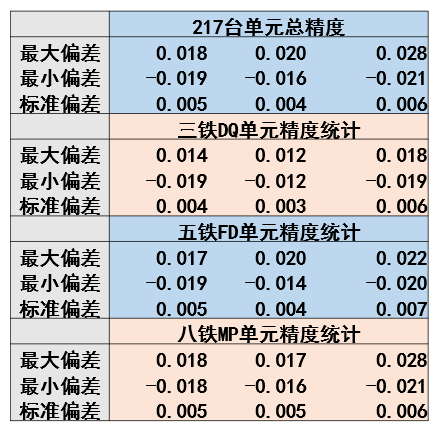 217台单元总精度
最大偏差 0.018 0.020 0.028
最小偏差 -0.019 -0.016 -0.021
标准偏差 0.005 0.004 0.006
三铁DQ单元精度统计
最大偏差 0.014 0.012 0.018
最小偏差 -0.019 -0.012 -0.019
标准偏差 0.004 0.003 0.006
五铁FD单元精度统计
最大偏差 0.017 0.020 0.022
最小偏差 -0.019 -0.014 -0.020
标准偏差 0.005 0.004 0.007
八铁MP单元精度统计
最大偏差 0.018 0.017 0.028
最小偏差 -0.018 -0.016 -0.021
标准偏差 0.005 0.005 0.006